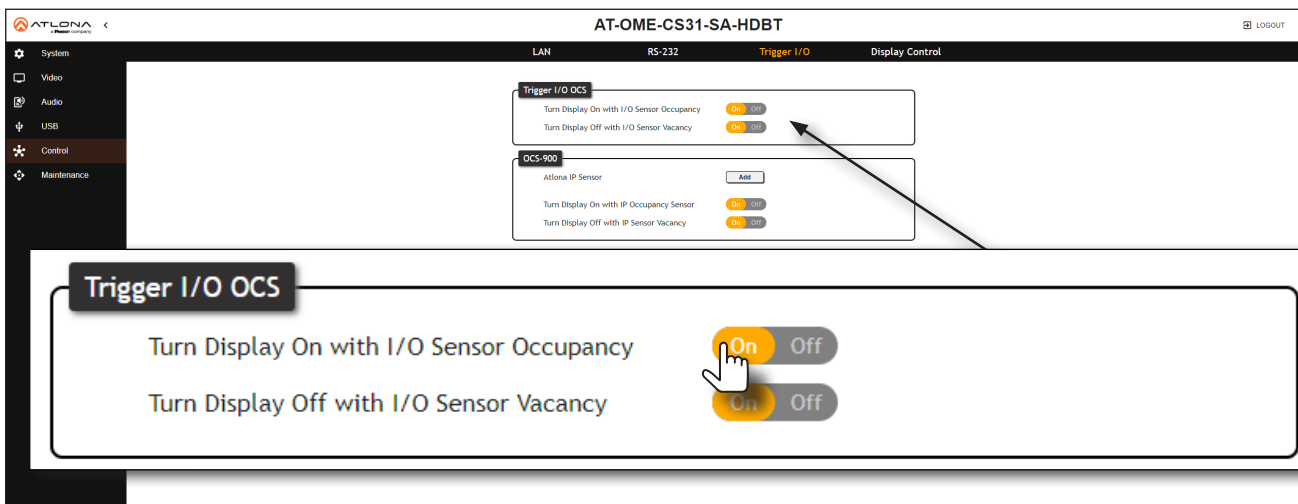 ATLONA
a Panduit company
AT-OME-CS31-SA-HDBT
LOGOUT
System
LAN RS-232 Trigger I/O Display Control
Video
Audio
USB
Control
Maintenance
Trigger I/O OCS
Turn Display On with I/O Sensor Occupancy On Off
Turn Display Off with I/O Sensor Vacancy On Off
OCS-900
Atlona IP Sensor Add
Turn Display On with IP Occupancy Sensor On Off
Turn Display Off with IP Sensor Vacancy On Off
Trigger I/O OCS
Turn Display On with I/O Sensor Occupancy On Off
Turn Display Off with I/O Sensor Vacancy On Off